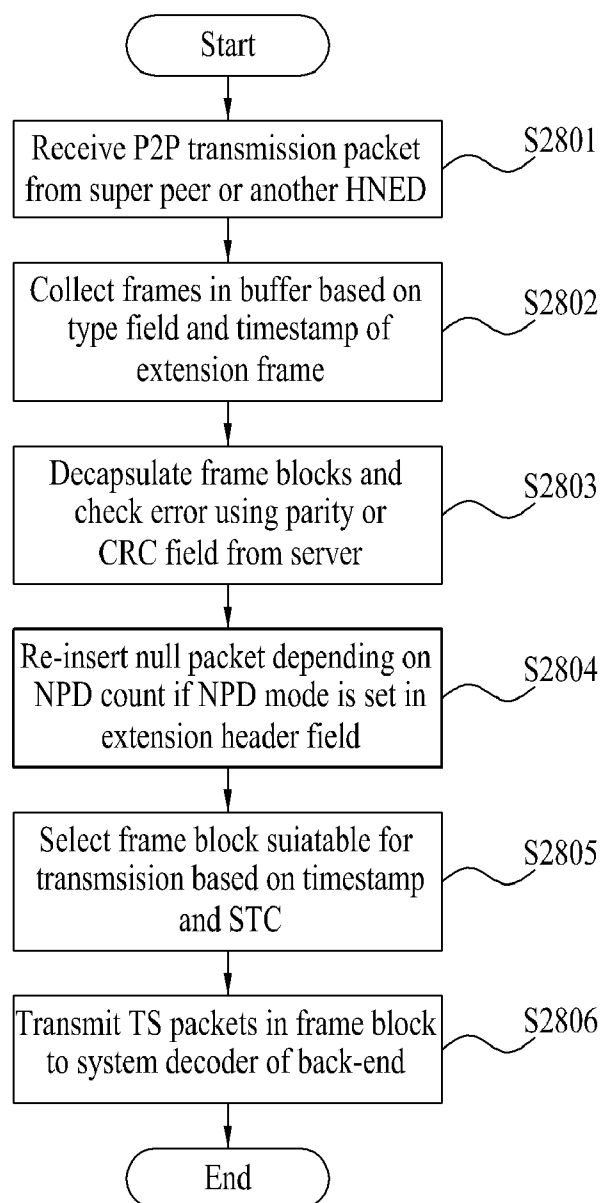 Start
Receive P2P transmission packet
from super peer or another HNED
S2801
Collect frames in buffer based on
type field and timestamp of
extension frame
S2802
Decapsulate frame blocks and
check error using parity or
CRC field from server
S2803
Re-insert null packet depending on
NPD count if NPD mode is set in
extension header field
S2804
Select frame block suiatable for
transmsision based on timestamp
and STC
S2805
Transmit TS packets in frame block
to system decoder of back-end
S2806
End